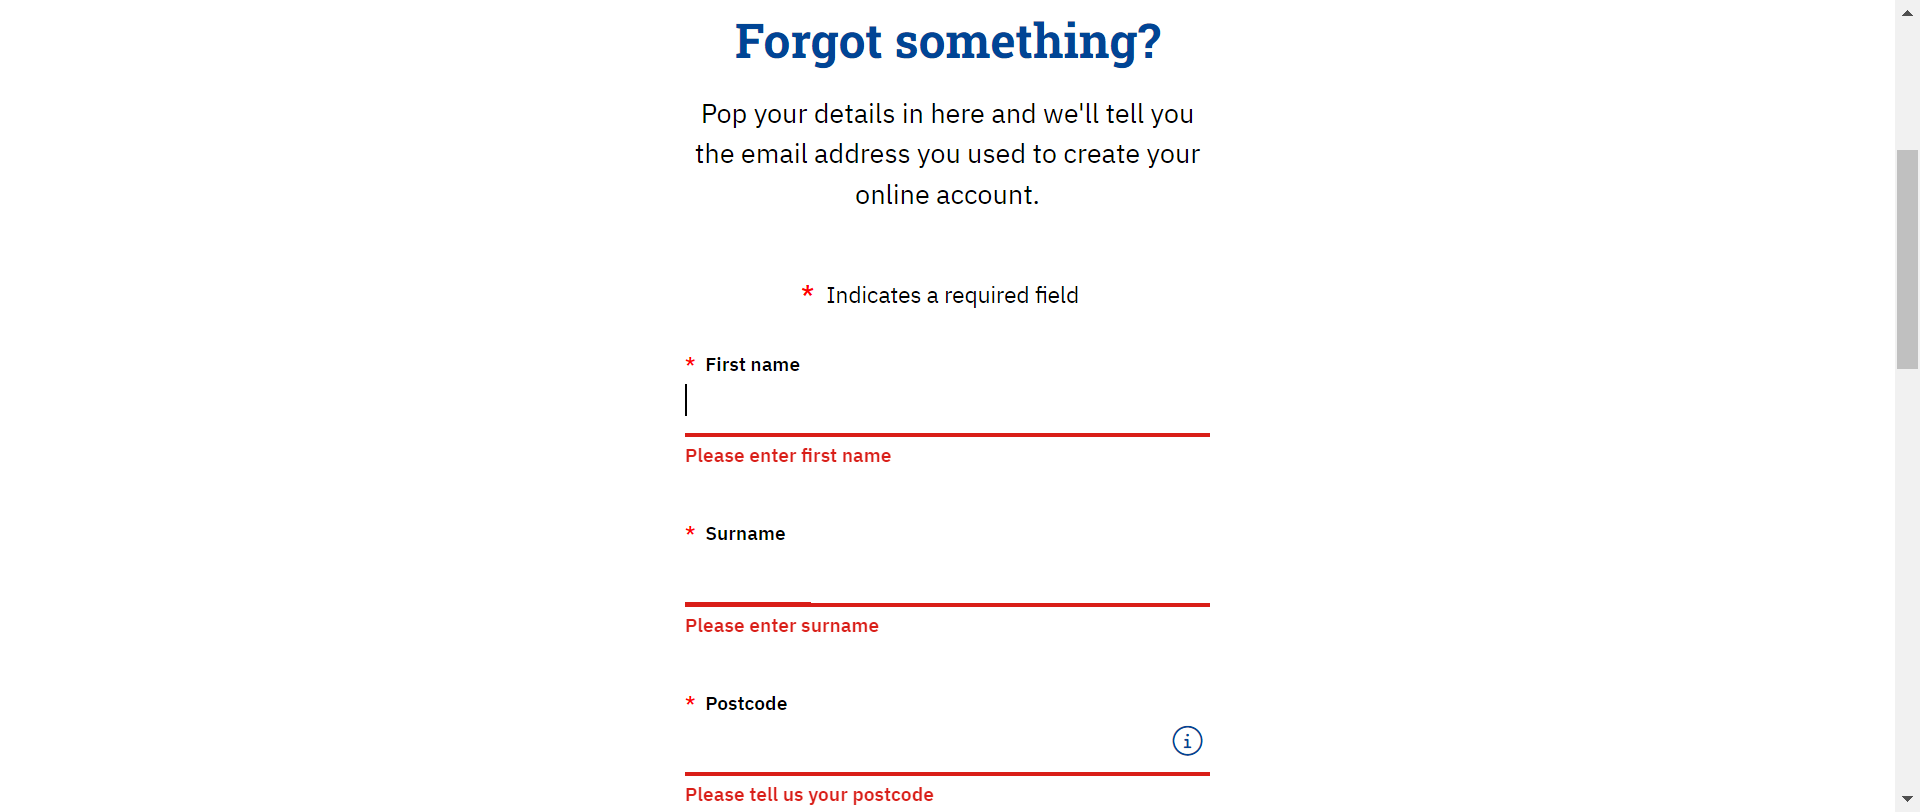 Forgot something?
Pop your details in here and we'll tell you
the email address you used to create your
online account.
* Indicates a required field
* First name
Please enter first name
* Surname
Please enter surname
* Postcode
Please tell us your postcode